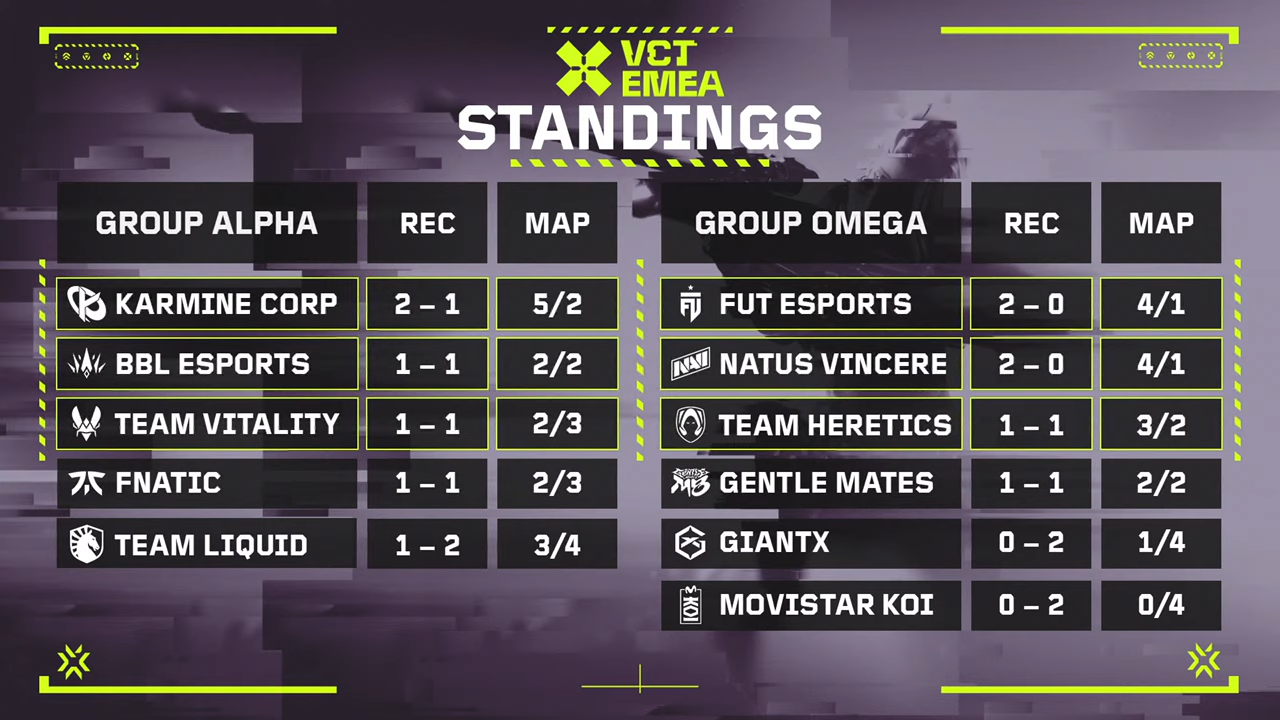 VCT
EMEA
STANDINGS
GROUP ALPHA REC MAP
KARMINE CORP 2 – 1 5/2
BBL ESPORTS 1 – 1 2/2
TEAM VITALITY 1 – 1 2/3
FNATIC 1 – 1 2/3
TEAM LIQUID 1 – 2 3/4
GROUP OMEGA REC MAP
FUT ESPORTS 2 – 0 4/1
NATUS VINCERE 2 – 0 4/1
TEAM HERETICS 1 – 1 3/2
GENTLE MATES 1 – 1 2/2
GIANTX 0 – 2 1/4
MOVISTAR KOI 0 – 2 0/4